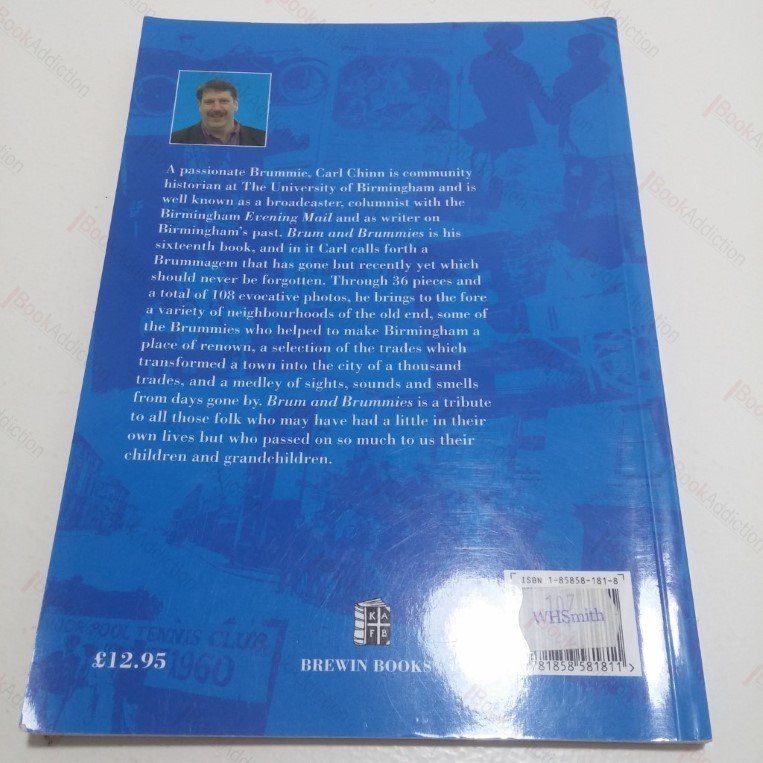 A passionate Brummie, Carl Chinn is community
historian at The University of Birmingham and is
well known as a broadcaster, columnist with the
Birmingham Evening Mail and as writer on
Birmingham's past. Brum and Brummies is his
sixteenth book, and in it Carl calls forth a
Brummagem that has gone but recently yet which
should never be forgotten. Through 36 pieces and
a total of 108 evocative photos, he brings to the fore
a variety of neighbourhoods of the old end, some of
the Brummies who helped to make Birmingham a
place of renown, a selection of the trades which
transformed a town into the city of a thousand
trades, and a medley of sights, sounds and smells
from days gone by. Brum and Brummies is a tribute
to all those folk who may have had a little in their
own lives but who passed on so much to us their
children and grandchildren.
ISBN 1-85858-181-8
WHSmith
781858 581811 >
K A
F B
TENNIS CLUB
1960
£12.95
BREWIN BOOKS
BookAddiction
BookAddiction
BookAddiction
BookAddiction
BookAddiction